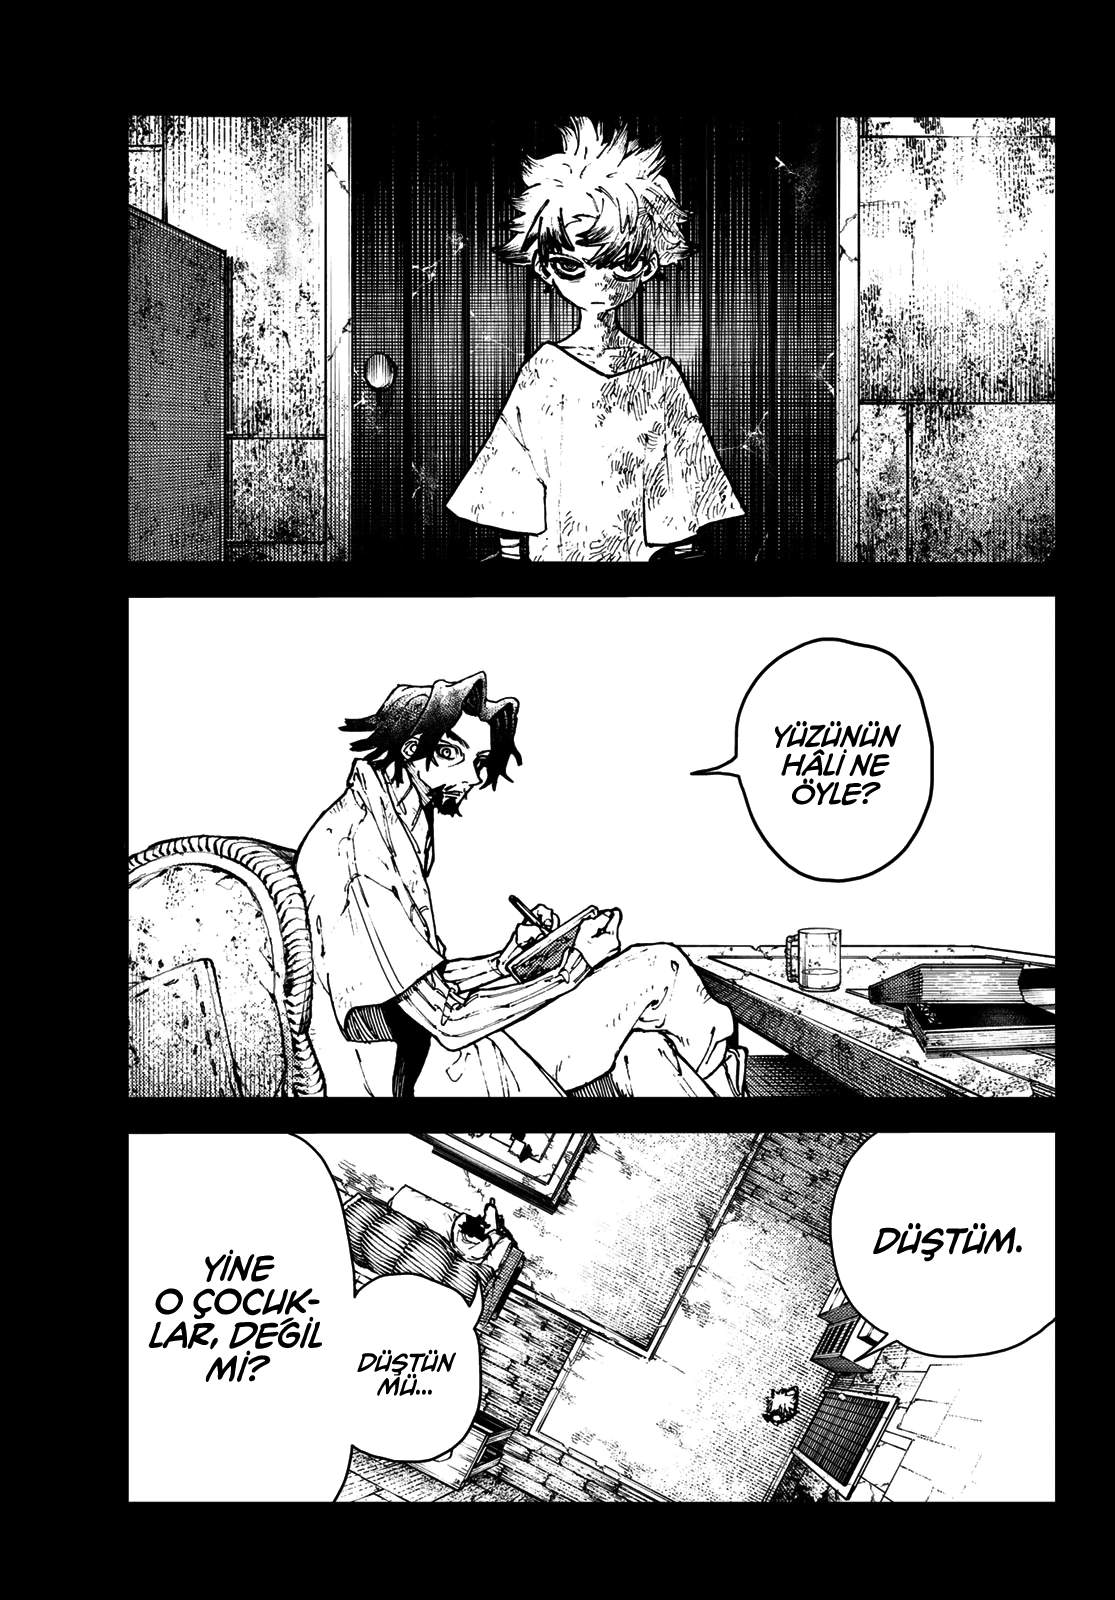 YÜZÜNÜN
HÂLİ NE
ÖYLE?
DÜŞTÜM.
DÜŞTÜN
MÜ...
YİNE
O ÇOCUK-
LAR, DEĞİL
Mİ?